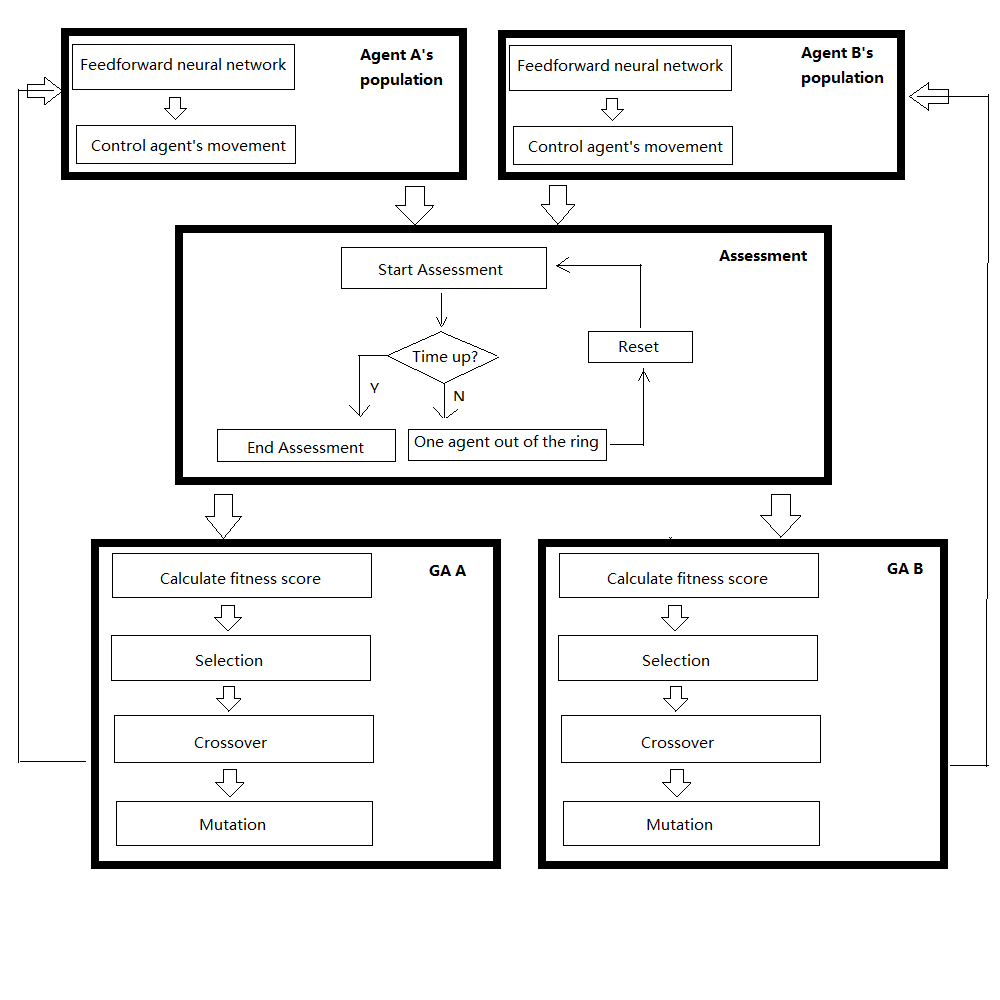 Agent A's
population
Feedforward neural network
Control agent's movement
Agent B's
population
Feedforward neural network
Control agent's movement
Assessment
Start Assessment
Time up?
Reset
Y
N
End Assessment
One agent out of the ring
GA A
Calculate fitness score
Selection
Crossover
Mutation
GA B
Calculate fitness score
Selection
Crossover
Mutation